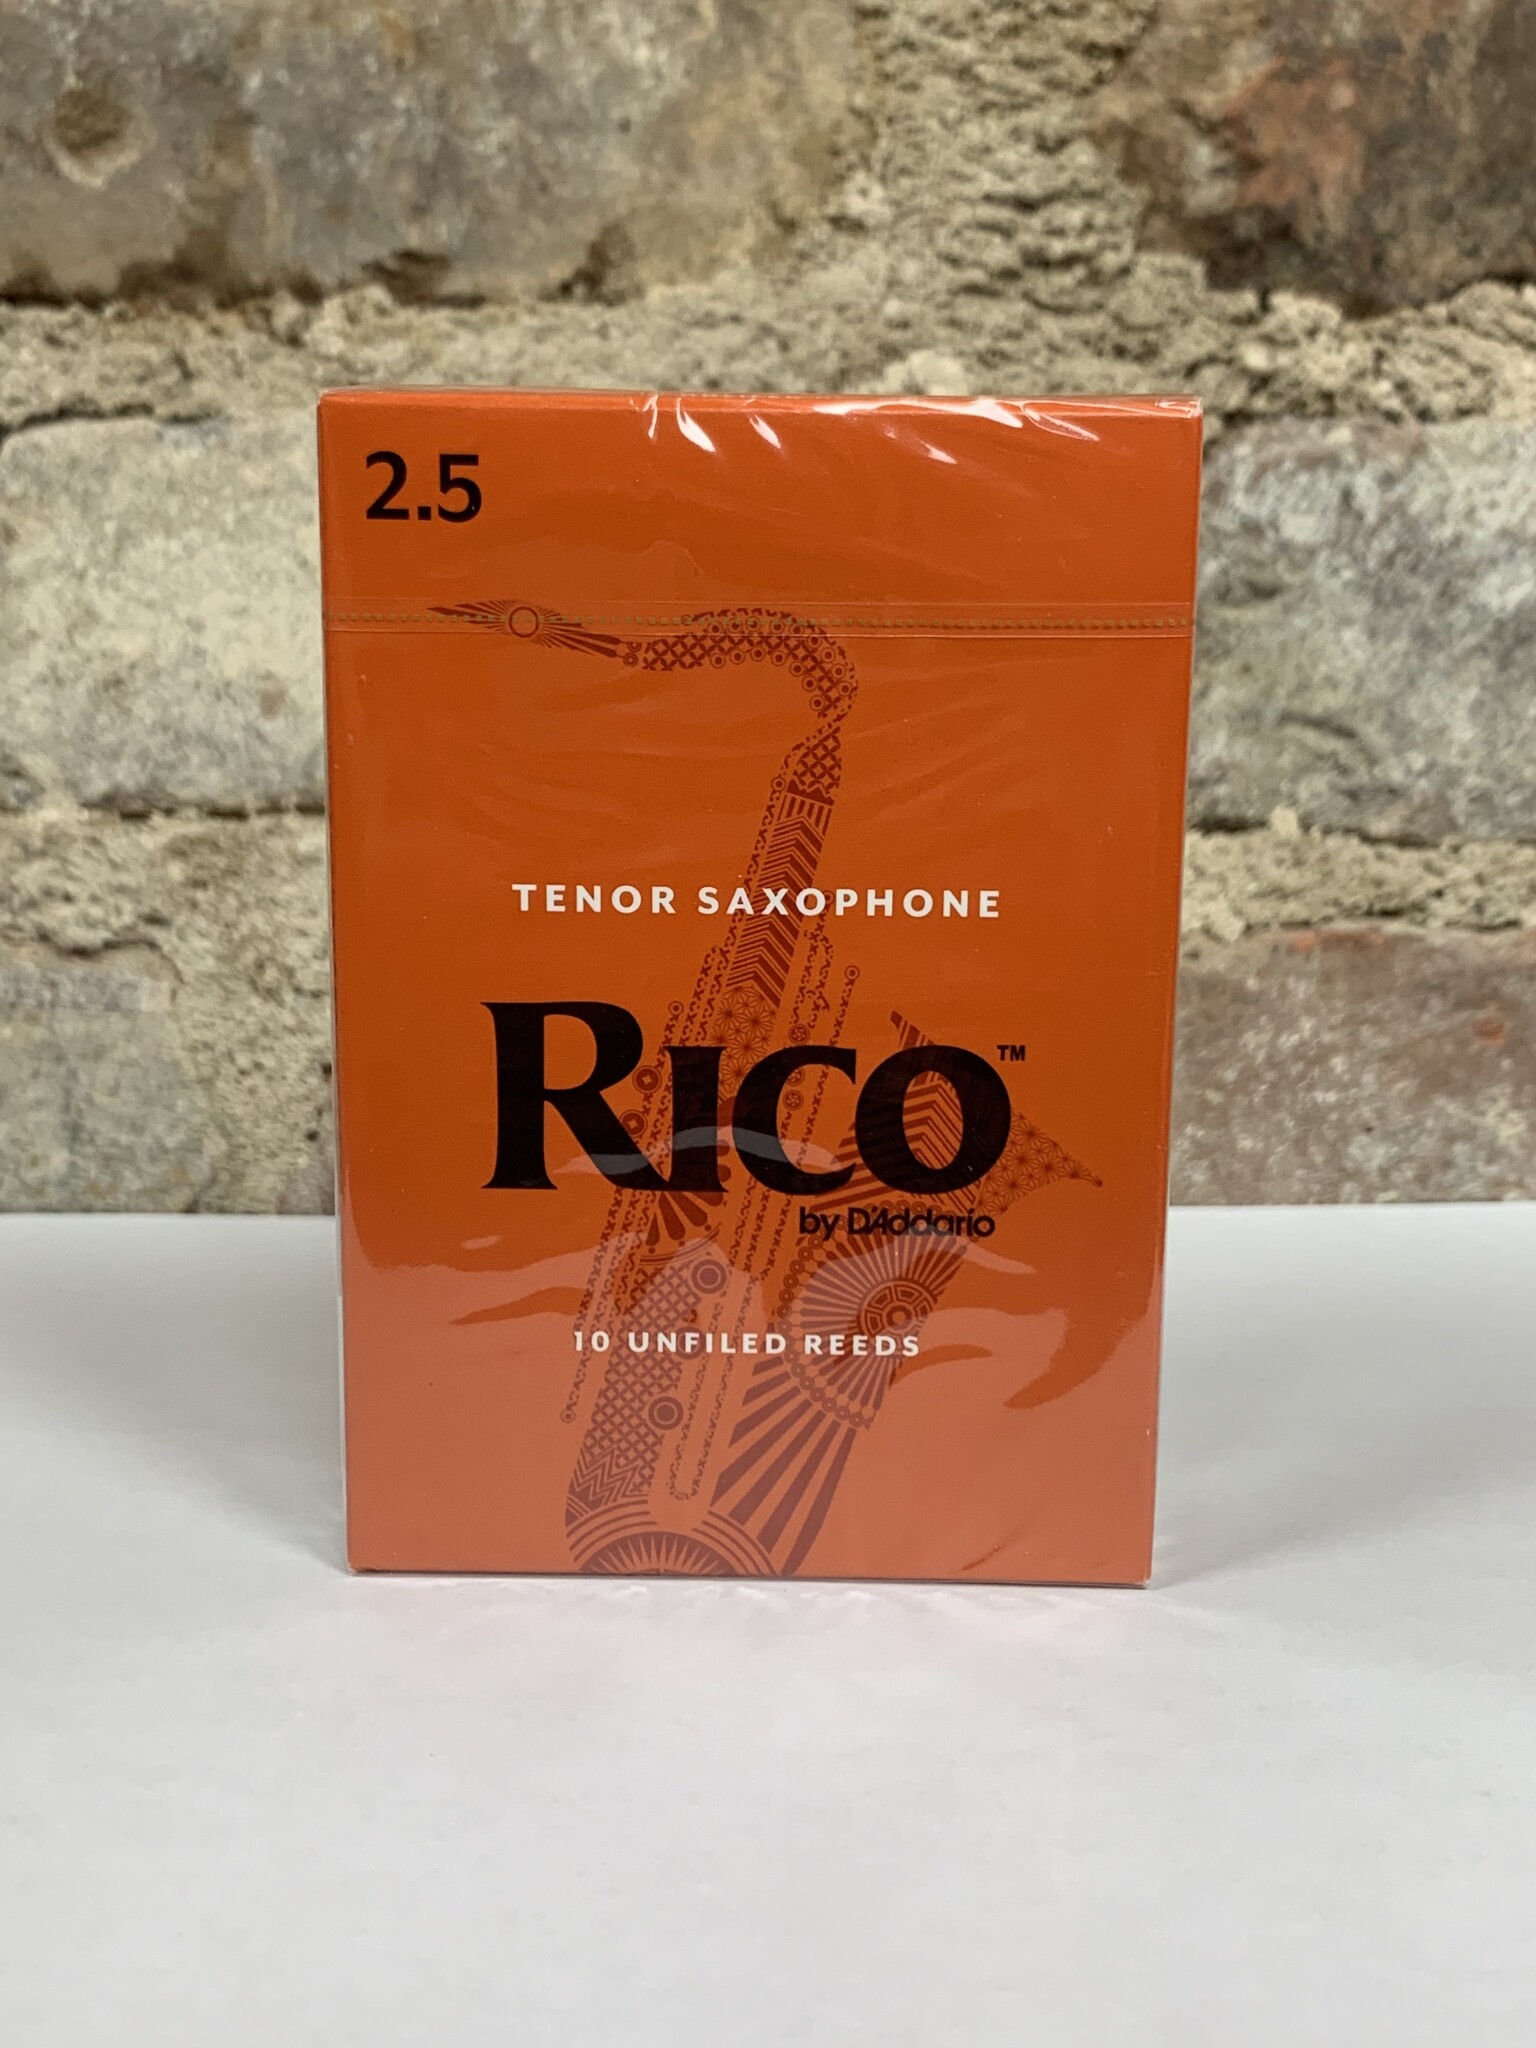 2.5
TENOR SAXOPHONE
RICO™
by D'Addario
10 UNFILED REEDS